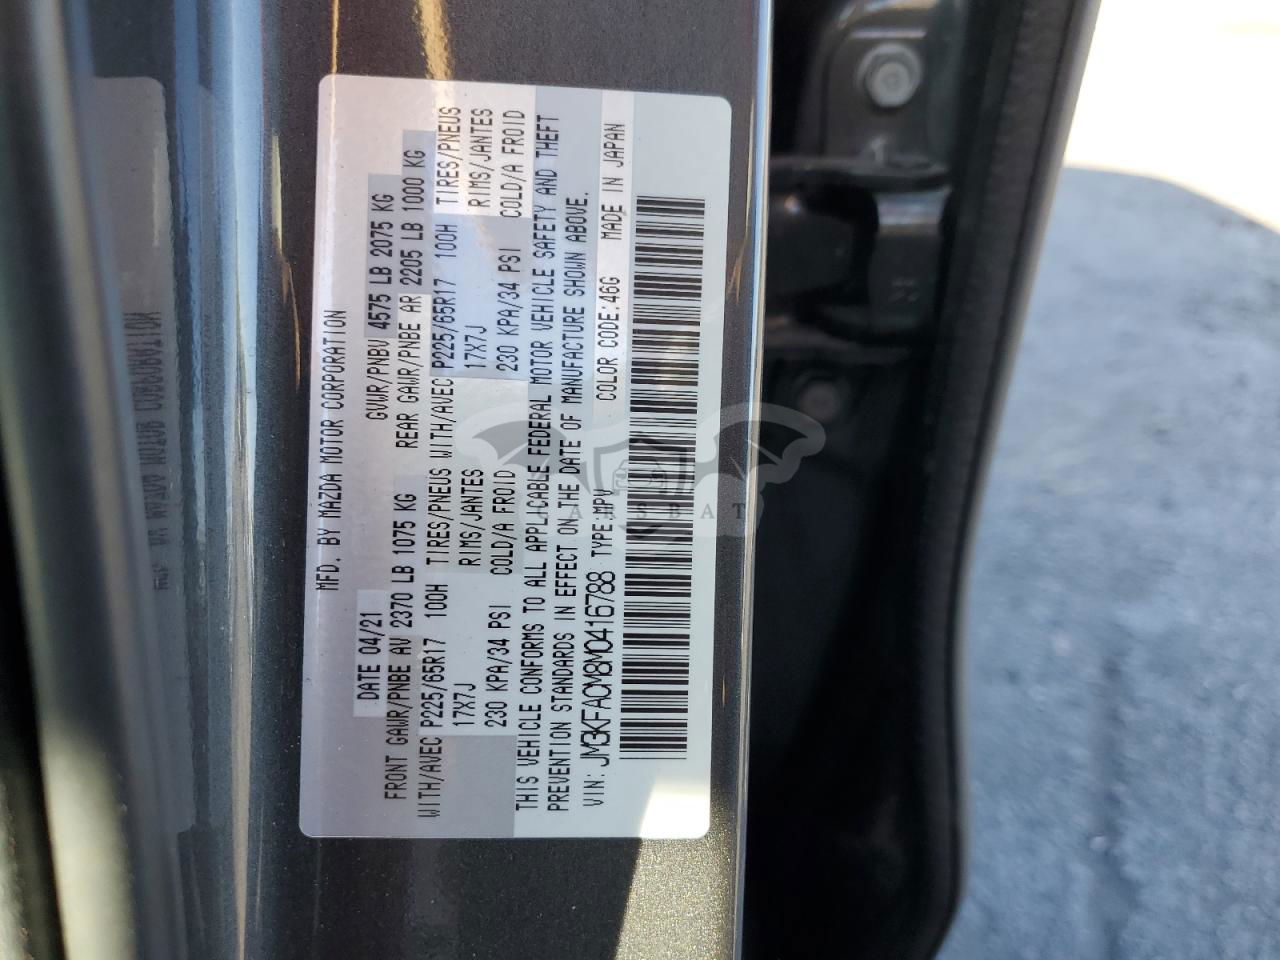 MFD. BY MAZDA MOTOR CORPORATION
DATE 04/21 GVWR/PNBV 4575 LB 2075 KG
FRONT GAWR/PNBE AV 2370 LB 1075 KG REAR GAWR/PNBE AR 2205 LB 1000 KG
WITH/AVEC P225/65R17 100H TIRES/PNEUS WITH/AVEC P225/65R17 100H TIRES/PNEUS
17X7J RIMS/JANTES 17X7J RIMS/JANTES
230 KPA/34 PSI COLD/A FROID 230 KPA/34 PSI COLD/A FROID
THIS VEHICLE CONFORMS TO ALL APPLICABLE FEDERAL MOTOR VEHICLE SAFETY AND THEFT
PREVENTION STANDARDS IN EFFECT ON THE DATE OF MANUFACTURE SHOWN ABOVE.
VIN: JM3KFACM8M0416788 TYPE:MPV COLOR CODE:46G MADE IN JAPAN
CARSBAT